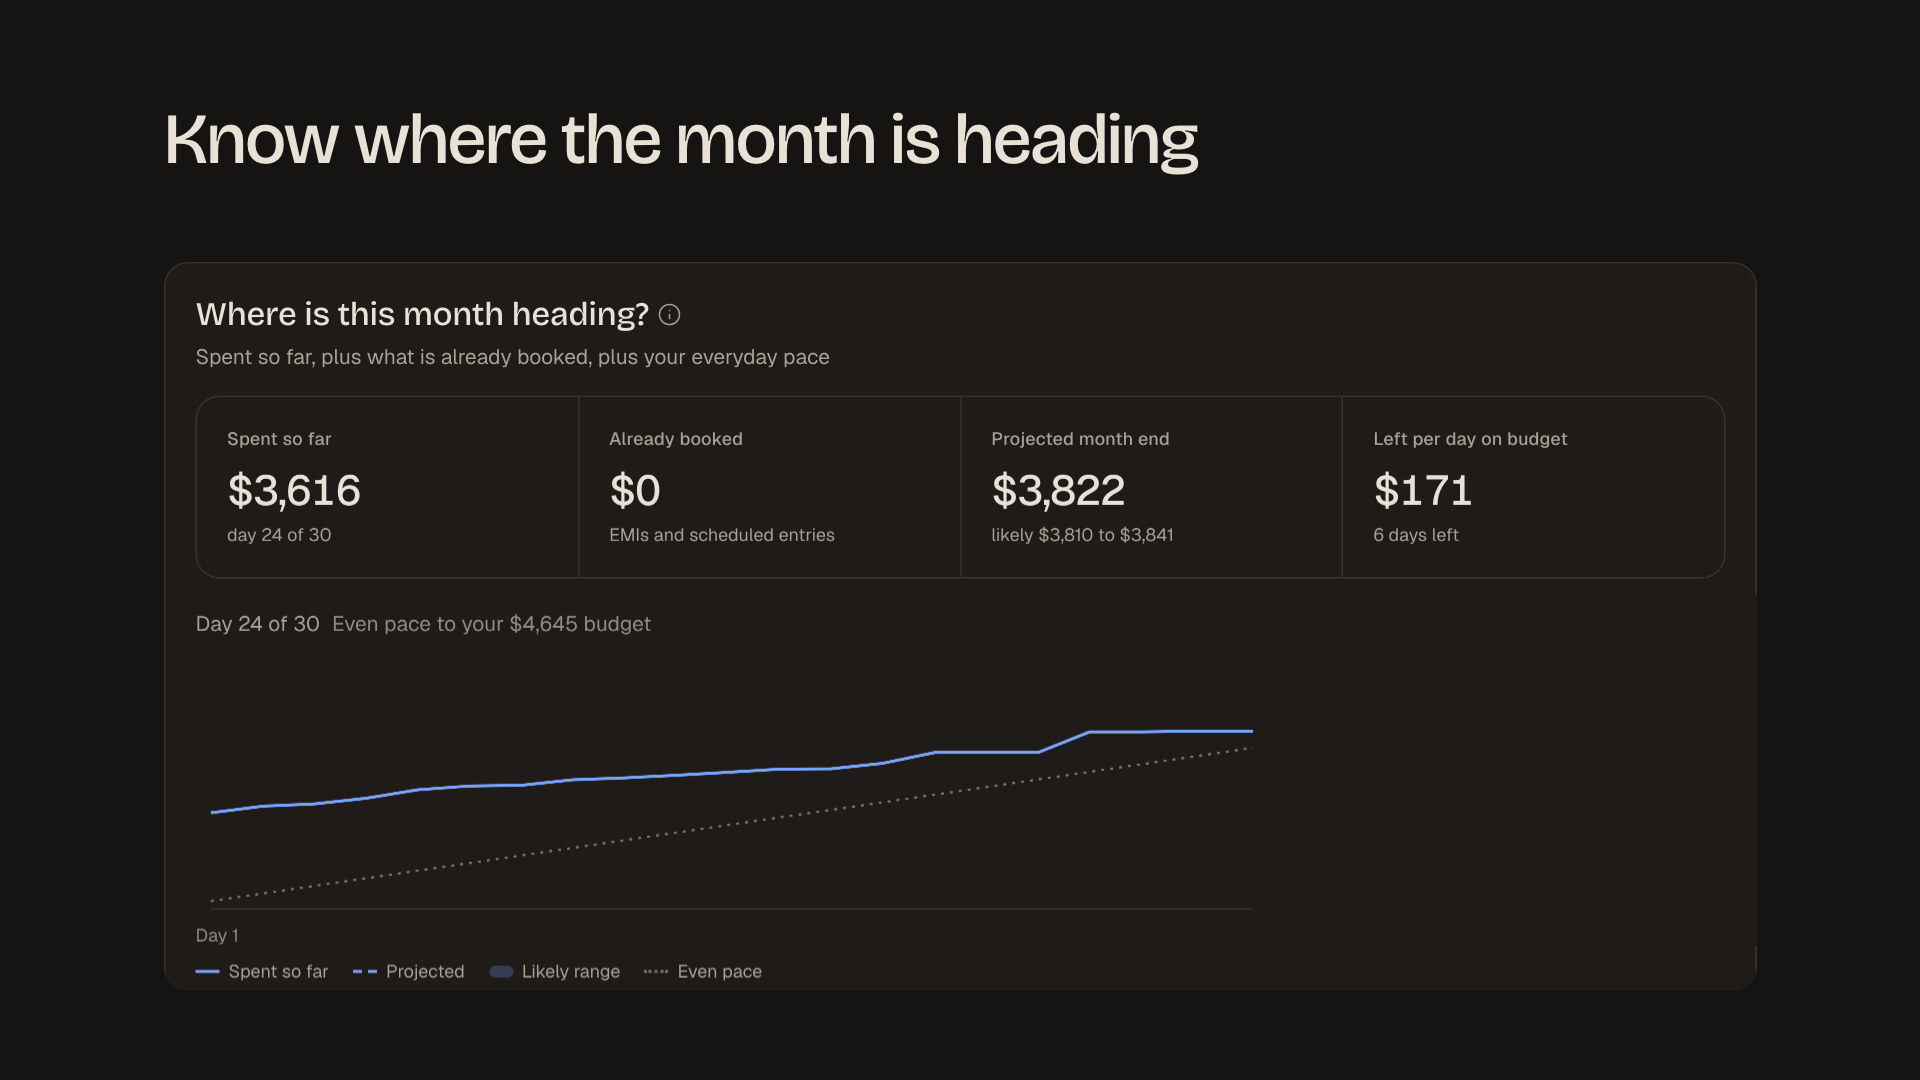 Know where the month is heading
Where is this month heading?
Spent so far, plus what is already booked, plus your everyday pace
Spent so far
$3,616
day 24 of 30
Already booked
$0
EMIs and scheduled entries
Projected month end
$3,822
likely $3,810 to $3,841
Left per day on budget
$171
6 days left
Day 24 of 30 Even pace to your $4,645 budget
Day 1
Spent so far Projected Likely range Even pace